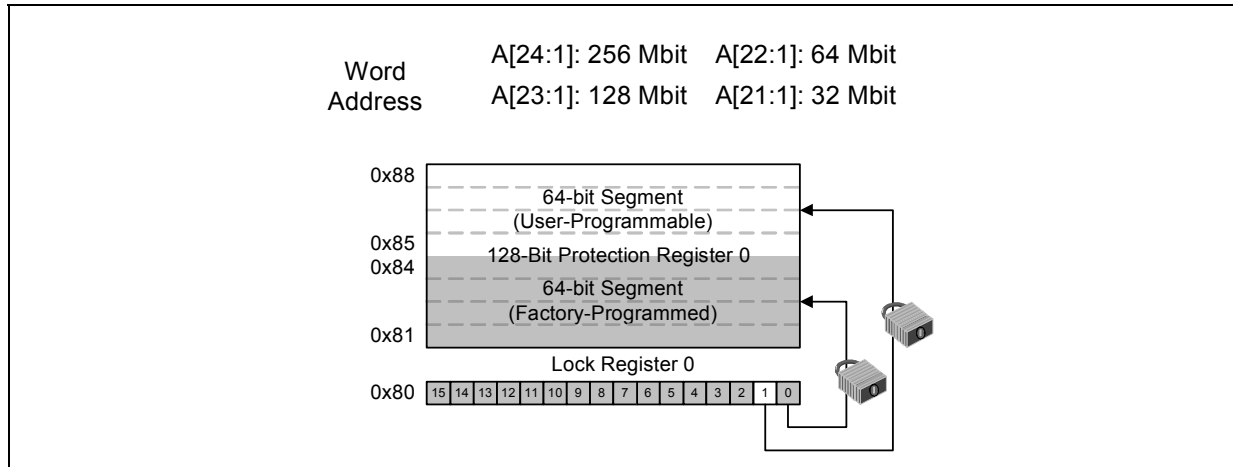 Word
Address
A[24:1]: 256 Mbit A[22:1]: 64 Mbit
A[23:1]: 128 Mbit A[21:1]: 32 Mbit
0x88
64-bit Segment
(User-Programmable)
0x85
128-Bit Protection Register 0
0x84
64-bit Segment
(Factory-Programmed)
0x81
Lock Register 0
0x80 15 14 13 12 11 10 9 8 7 6 5 4 3 2 1 0